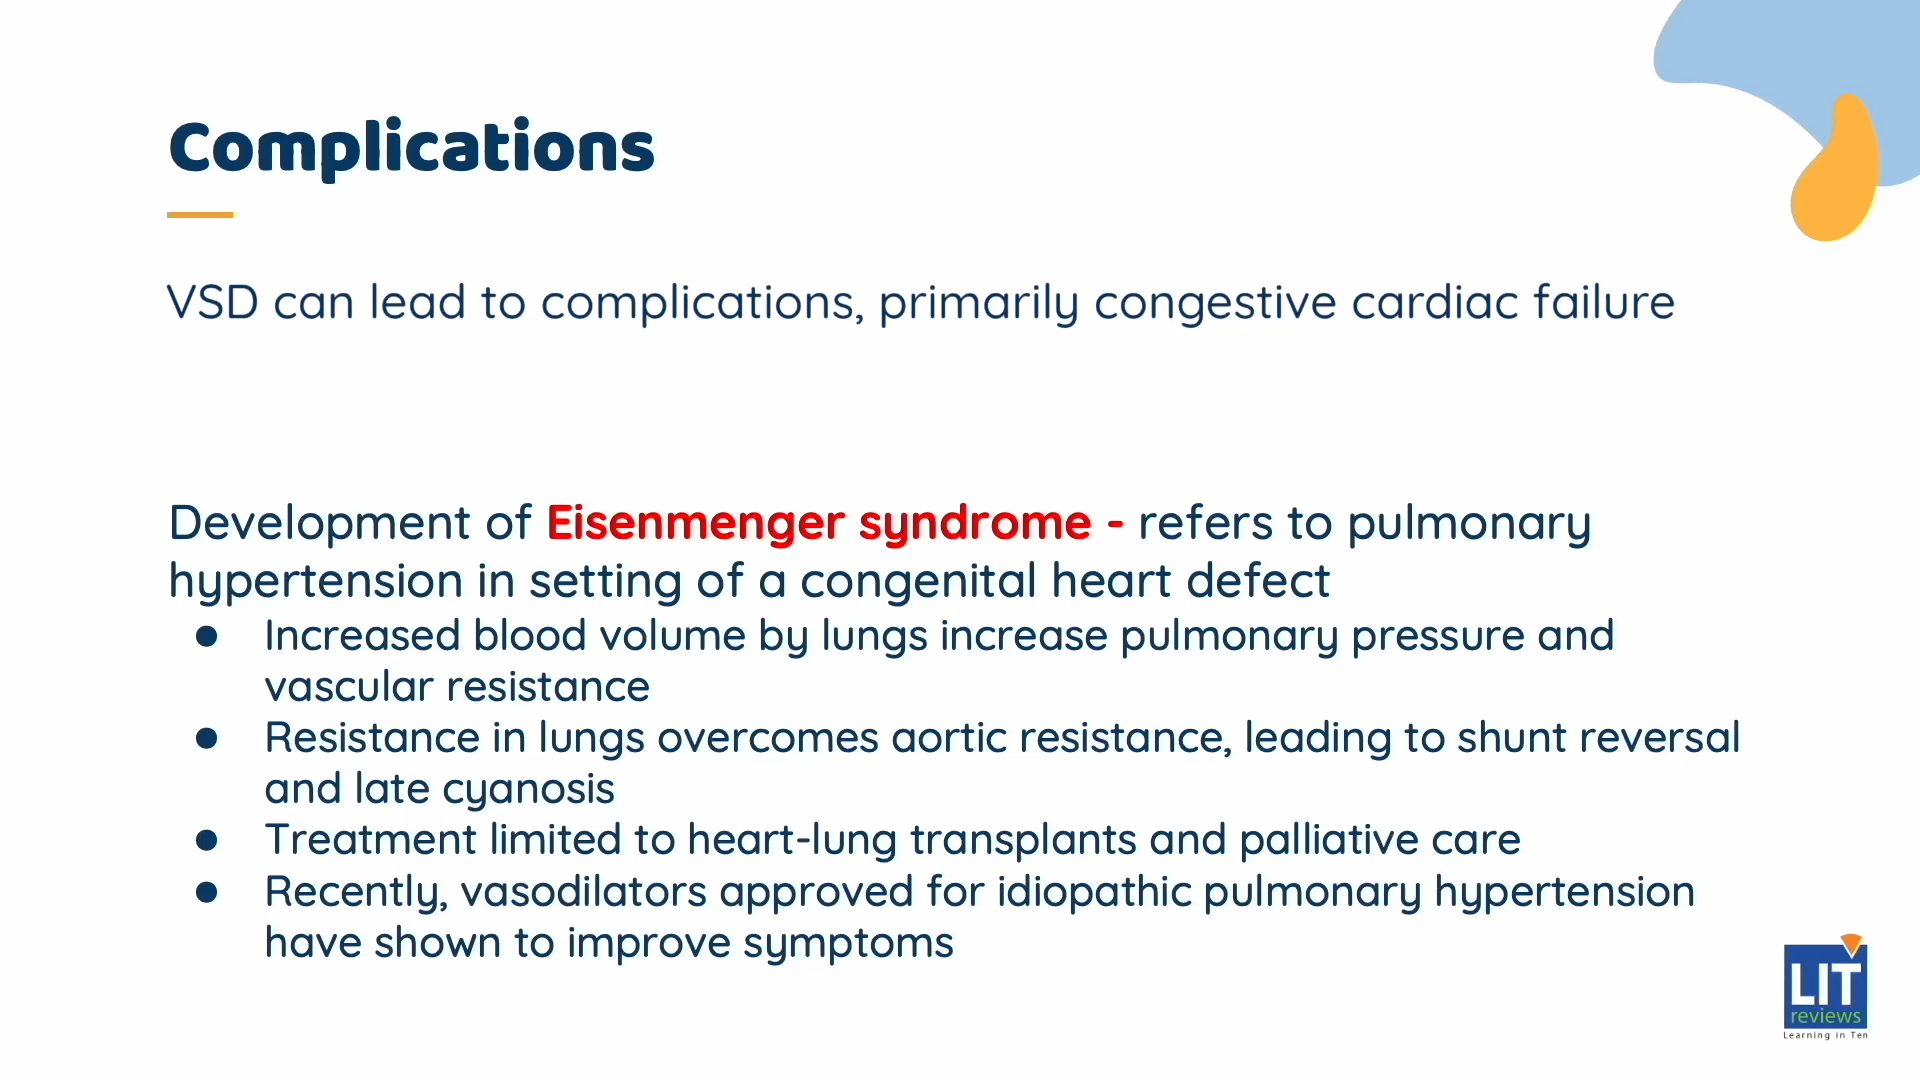 Complications
VSD can lead to complications, primarily congestive cardiac failure
Development of Eisenmenger syndrome - refers to pulmonary
hypertension in setting of a congenital heart defect
● Increased blood volume by lungs increase pulmonary pressure and
vascular resistance
● Resistance in lungs overcomes aortic resistance, leading to shunt reversal
and late cyanosis
● Treatment limited to heart-lung transplants and palliative care
● Recently, vasodilators approved for idiopathic pulmonary hypertension
have shown to improve symptoms
LIT
reviews
Learning in Ten